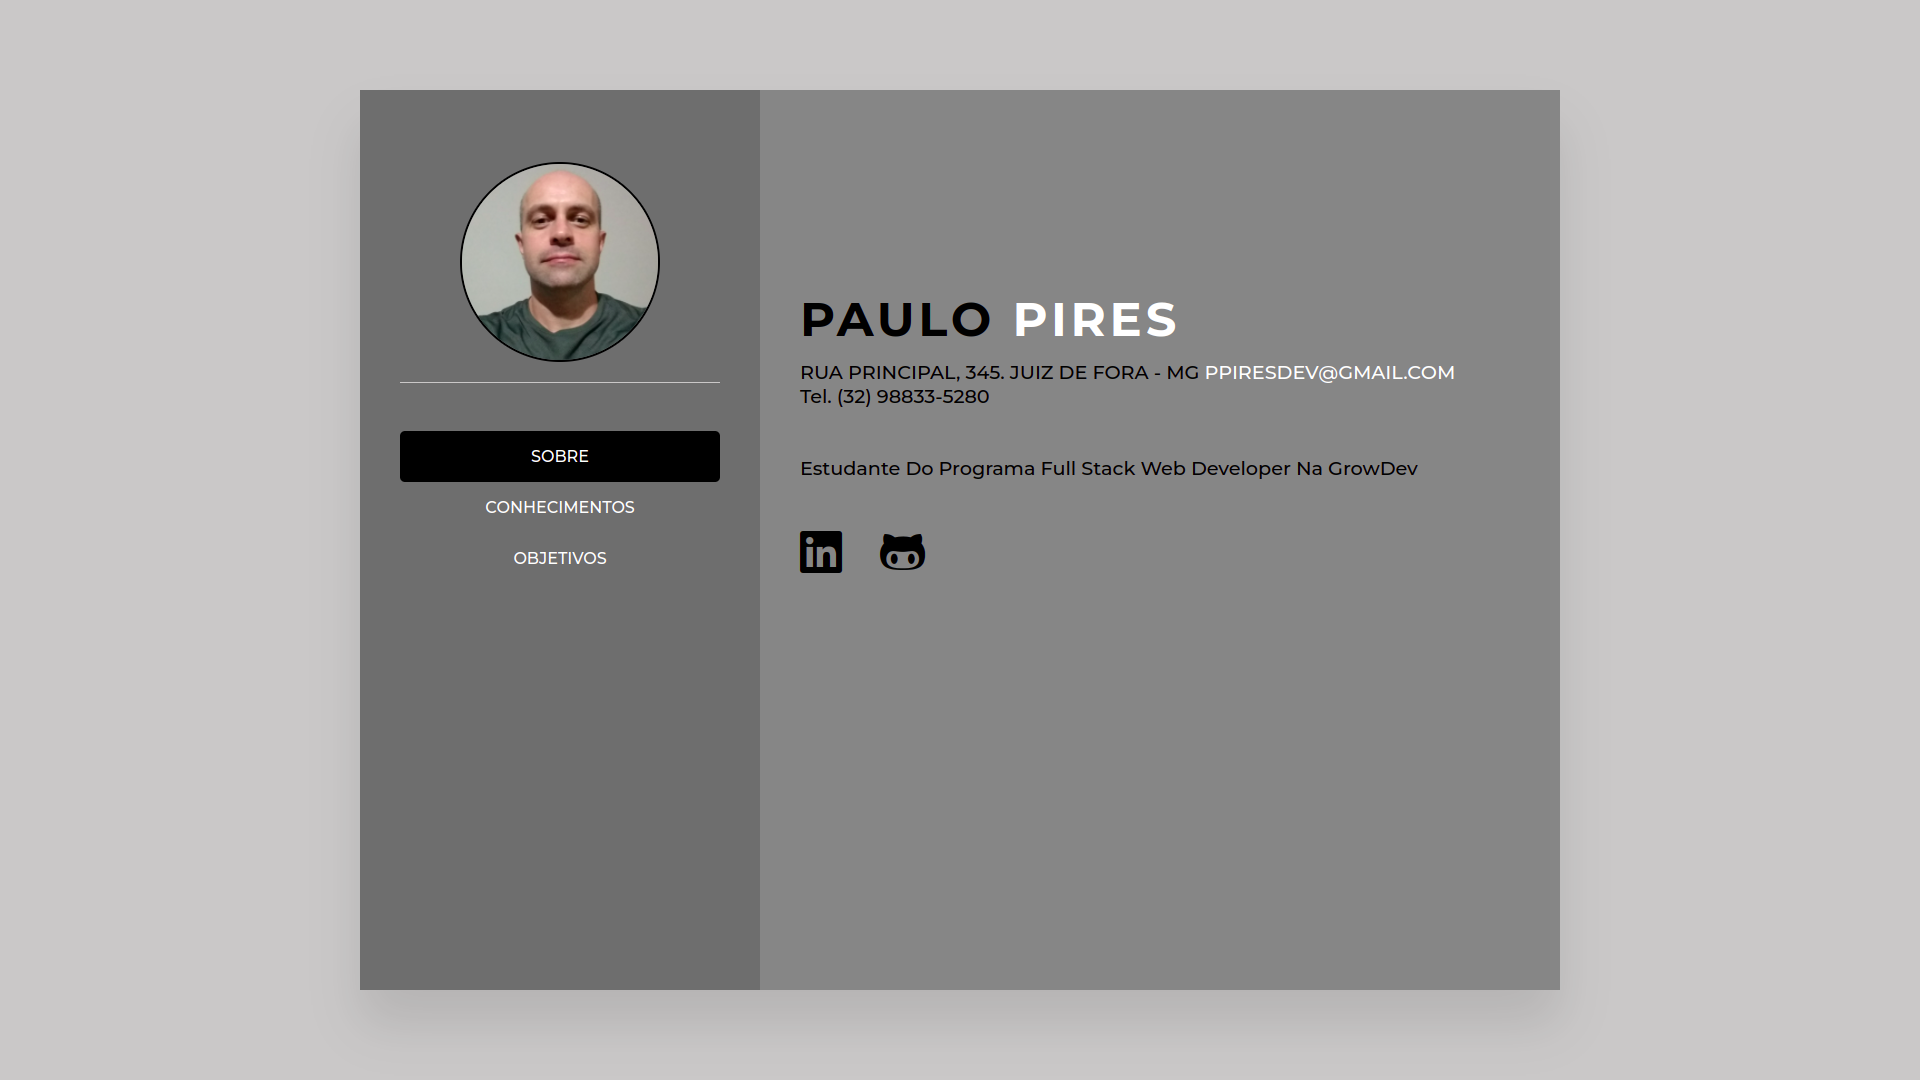 SOBRE
CONHECIMENTOS
OBJETIVOS
PAULO PIRES
RUA PRINCIPAL, 345. JUIZ DE FORA - MG PPIRESDEV@GMAIL.COM
Tel. (32) 98833-5280
Estudante Do Programa Full Stack Web Developer Na GrowDev
in